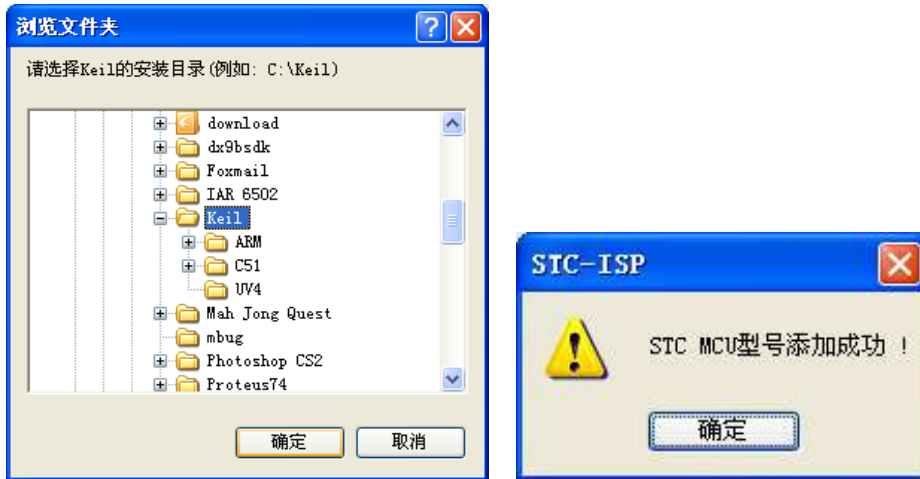 浏览文件夹
请选择Keil的安装目录(例如: C:\Keil)
download
dx9bsdk
Foxmail
IAR 6502
Keil
ARM
C51
UV4
Mah Jong Quest
mbug
Photoshop CS2
Proteus74
确定
取消
STC-ISP
STC MCU型号添加成功 !
确定